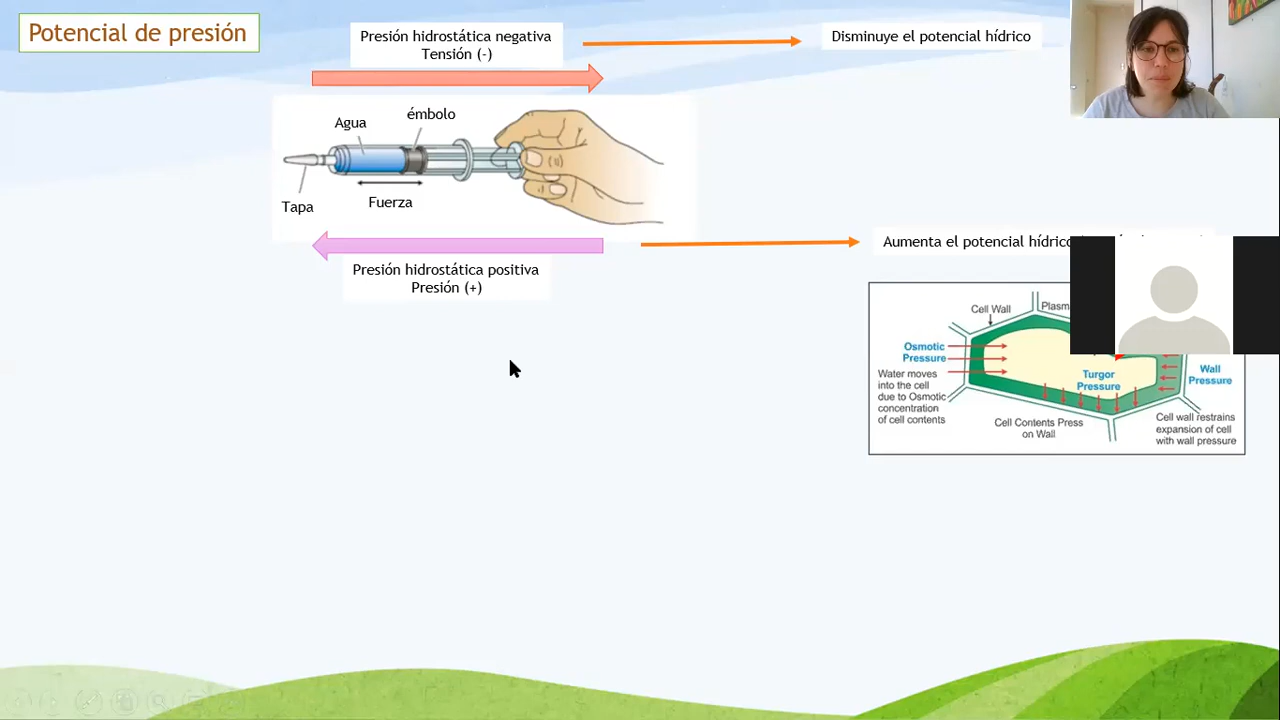 Potencial de presión
Presión hidrostática negativa
Tensión (-)
Disminuye el potencial hídrico
Agua
émbolo
Tapa
Fuerza
Presión hidrostática positiva
Presión (+)
Aumenta el potencial hídrico
Cell Wall
Osmotic
Pressure
Water moves
into the cell
due to Osmotic
concentration
of cell contents
Turgor
Pressure
Wall
Pressure
Cell Contents Press
on Wall
Cell wall restrains
expansion of cell
with wall pressure